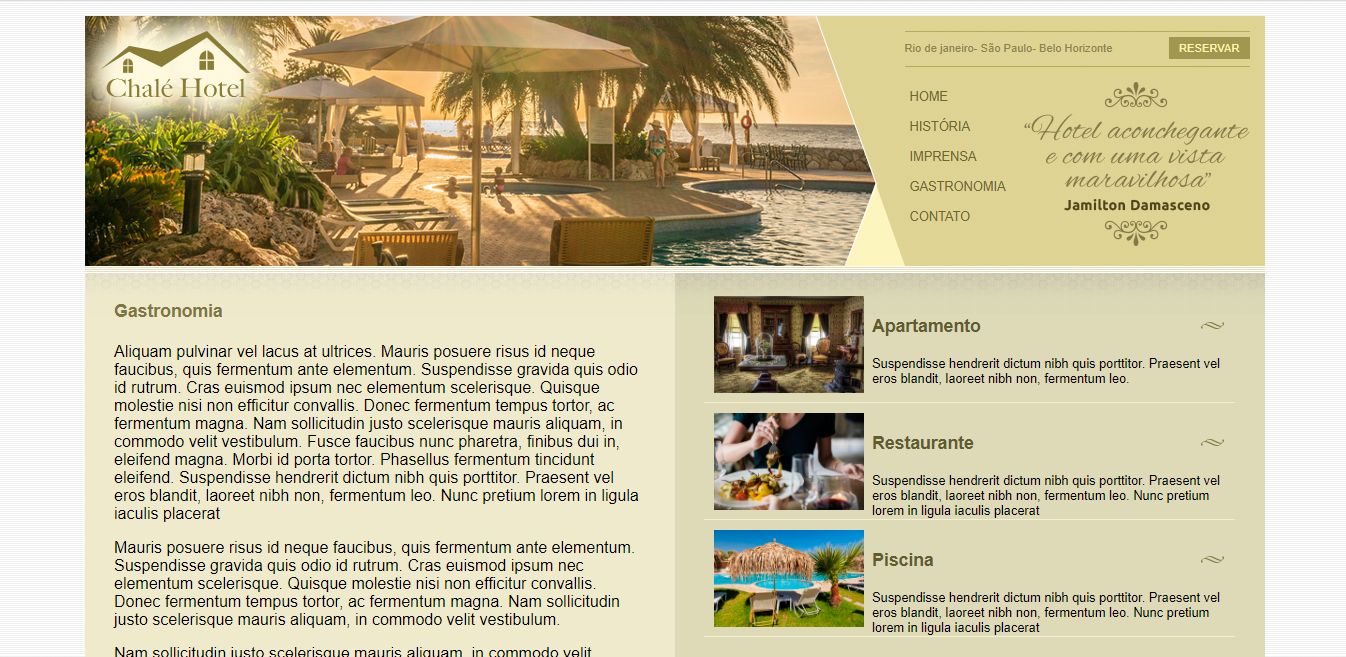 Chalé Hotel
Rio de janeiro- São Paulo- Belo Horizonte
RESERVAR
HOME
HISTÓRIA
IMPRENSA
GASTRONOMIA
CONTATO
“Hotel aconchegante
e com uma vista
maravilhosa”
Jamilton Damasceno
Gastronomia
Aliquam pulvinar vel lacus at ultrices. Mauris posuere risus id neque
faucibus, quis fermentum ante elementum. Suspendisse gravida quis odio
id rutrum. Cras euismod ipsum nec elementum scelerisque. Quisque
molestie nisi non efficitur convallis. Donec fermentum tempus tortor, ac
fermentum magna. Nam sollicitudin justo scelerisque mauris aliquam, in
commodo velit vestibulum. Fusce faucibus nunc pharetra, finibus dui in,
eleifend magna. Morbi id porta tortor. Phasellus fermentum tincidunt
eleifend. Suspendisse hendrerit dictum nibh quis porttitor. Praesent vel
eros blandit, laoreet nibh non, fermentum leo. Nunc pretium lorem in ligula
iaculis placerat
Mauris posuere risus id neque faucibus, quis fermentum ante elementum.
Suspendisse gravida quis odio id rutrum. Cras euismod ipsum nec
elementum scelerisque. Quisque molestie nisi non efficitur convallis.
Donec fermentum tempus tortor, ac fermentum magna. Nam sollicitudin
justo scelerisque mauris aliquam, in commodo velit vestibulum.
Nam sollicitudin justo scelerisque mauris aliquam, in commodo velit
Apartamento
Suspendisse hendrerit dictum nibh quis porttitor. Praesent vel
eros blandit, laoreet nibh non, fermentum leo.
Restaurante
Suspendisse hendrerit dictum nibh quis porttitor. Praesent vel
eros blandit, laoreet nibh non, fermentum leo. Nunc pretium
lorem in ligula iaculis placerat
Piscina
Suspendisse hendrerit dictum nibh quis porttitor. Praesent vel
eros blandit, laoreet nibh non, fermentum leo. Nunc pretium
lorem in ligula iaculis placerat